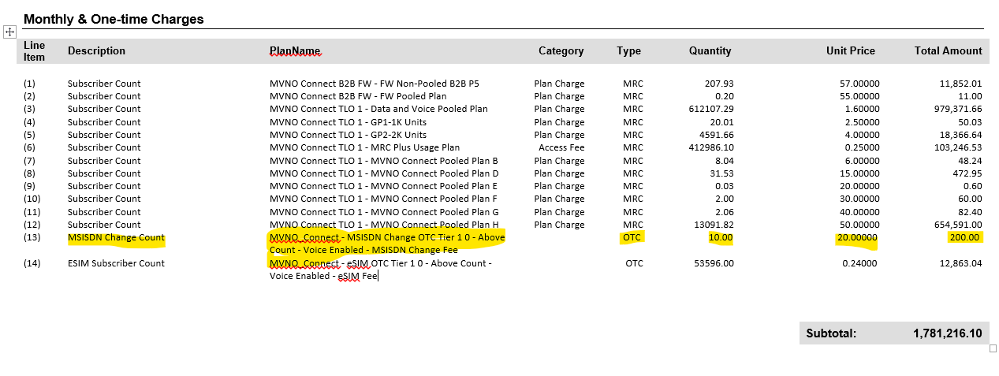 Monthly & One-time Charges
Line Item Description PlanName Category Type Quantity Unit Price Total Amount
(1) Subscriber Count MVNO Connect B2B FW - FW Non-Pooled B2B P5 Plan Charge MRC 207.93 57.00000 11,852.01
(2) Subscriber Count MVNO Connect B2B FW - FW Pooled Plan Plan Charge MRC 0.20 55.00000 11.00
(3) Subscriber Count MVNO Connect TLO 1 - Data and Voice Pooled Plan Plan Charge MRC 612107.29 1.60000 979,371.66
(4) Subscriber Count MVNO Connect TLO 1 - GP1-1K Units Plan Charge MRC 20.01 2.50000 50.03
(5) Subscriber Count MVNO Connect TLO 1 - GP2-2K Units Plan Charge MRC 4591.66 4.00000 18,366.64
(6) Subscriber Count MVNO Connect TLO 1 - MRC Plus Usage Plan Access Fee MRC 412986.10 0.25000 103,246.53
(7) Subscriber Count MVNO Connect TLO 1 - MVNO Connect Pooled Plan B Plan Charge MRC 8.04 6.00000 48.24
(8) Subscriber Count MVNO Connect TLO 1 - MVNO Connect Pooled Plan D Plan Charge MRC 31.53 15.00000 472.95
(9) Subscriber Count MVNO Connect TLO 1 - MVNO Connect Pooled Plan E Plan Charge MRC 0.03 20.00000 0.60
(10) Subscriber Count MVNO Connect TLO 1 - MVNO Connect Pooled Plan F Plan Charge MRC 2.00 30.00000 60.00
(11) Subscriber Count MVNO Connect TLO 1 - MVNO Connect Pooled Plan G Plan Charge MRC 2.06 40.00000 82.40
(12) Subscriber Count MVNO Connect TLO 1 - MVNO Connect Pooled Plan H Plan Charge MRC 13091.82 50.00000 654,591.00
(13) MSISDN Change Count MVNO_Connect - MSISDN Change OTC Tier 1 0 - Above OTC 10.00 20.00000 200.00
Count - Voice Enabled - MSISDN Change Fee
(14) ESIM Subscriber Count MVNO_Connect - eSIM OTC Tier 1 0 - Above Count - OTC 53596.00 0.24000 12,863.04
Voice Enabled - eSIM Fee
Subtotal: 1,781,216.10